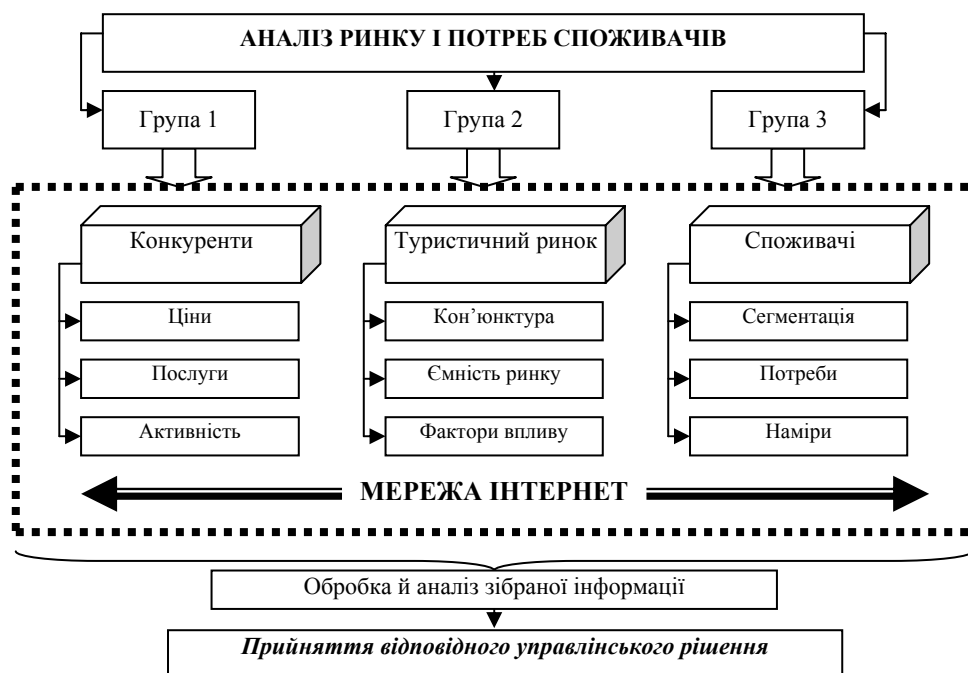 АНАЛІЗ РИНКУ І ПОТРЕБ СПОЖИВАЧІВ
Група 1
Група 2
Група 3
Конкуренти
Туристичний ринок
Споживачі
Ціни
Кон’юнктура
Сегментація
Послуги
Ємність ринку
Потреби
Активність
Фактори впливу
Наміри
МЕРЕЖА ІНТЕРНЕТ
Обробка й аналіз зібраної інформації
Прийняття відповідного управлінського рішення